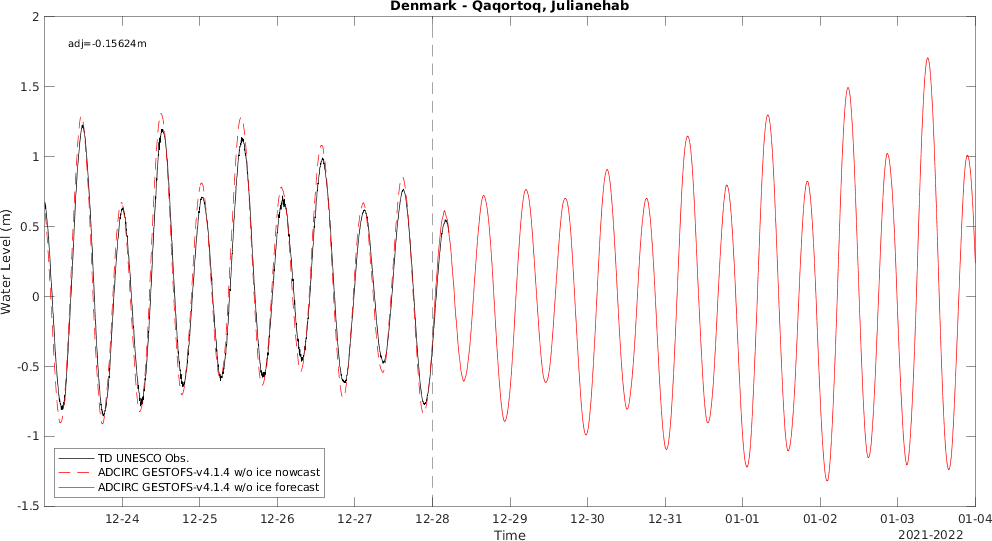 Denmark - Qaqortoq, Julianehab
adj=-0.15624m
2
1.5
1
0.5
0
-0.5
-1
-1.5
Water Level (m)
TD UNESCO Obs.
ADCIRC GESTOFS-v4.1.4 w/o ice nowcast
ADCIRC GESTOFS-v4.1.4 w/o ice forecast
12-24 12-25 12-26 12-27 12-28 12-29 12-30 12-31 01-01 01-02 01-03 01-04
Time
2021-2022